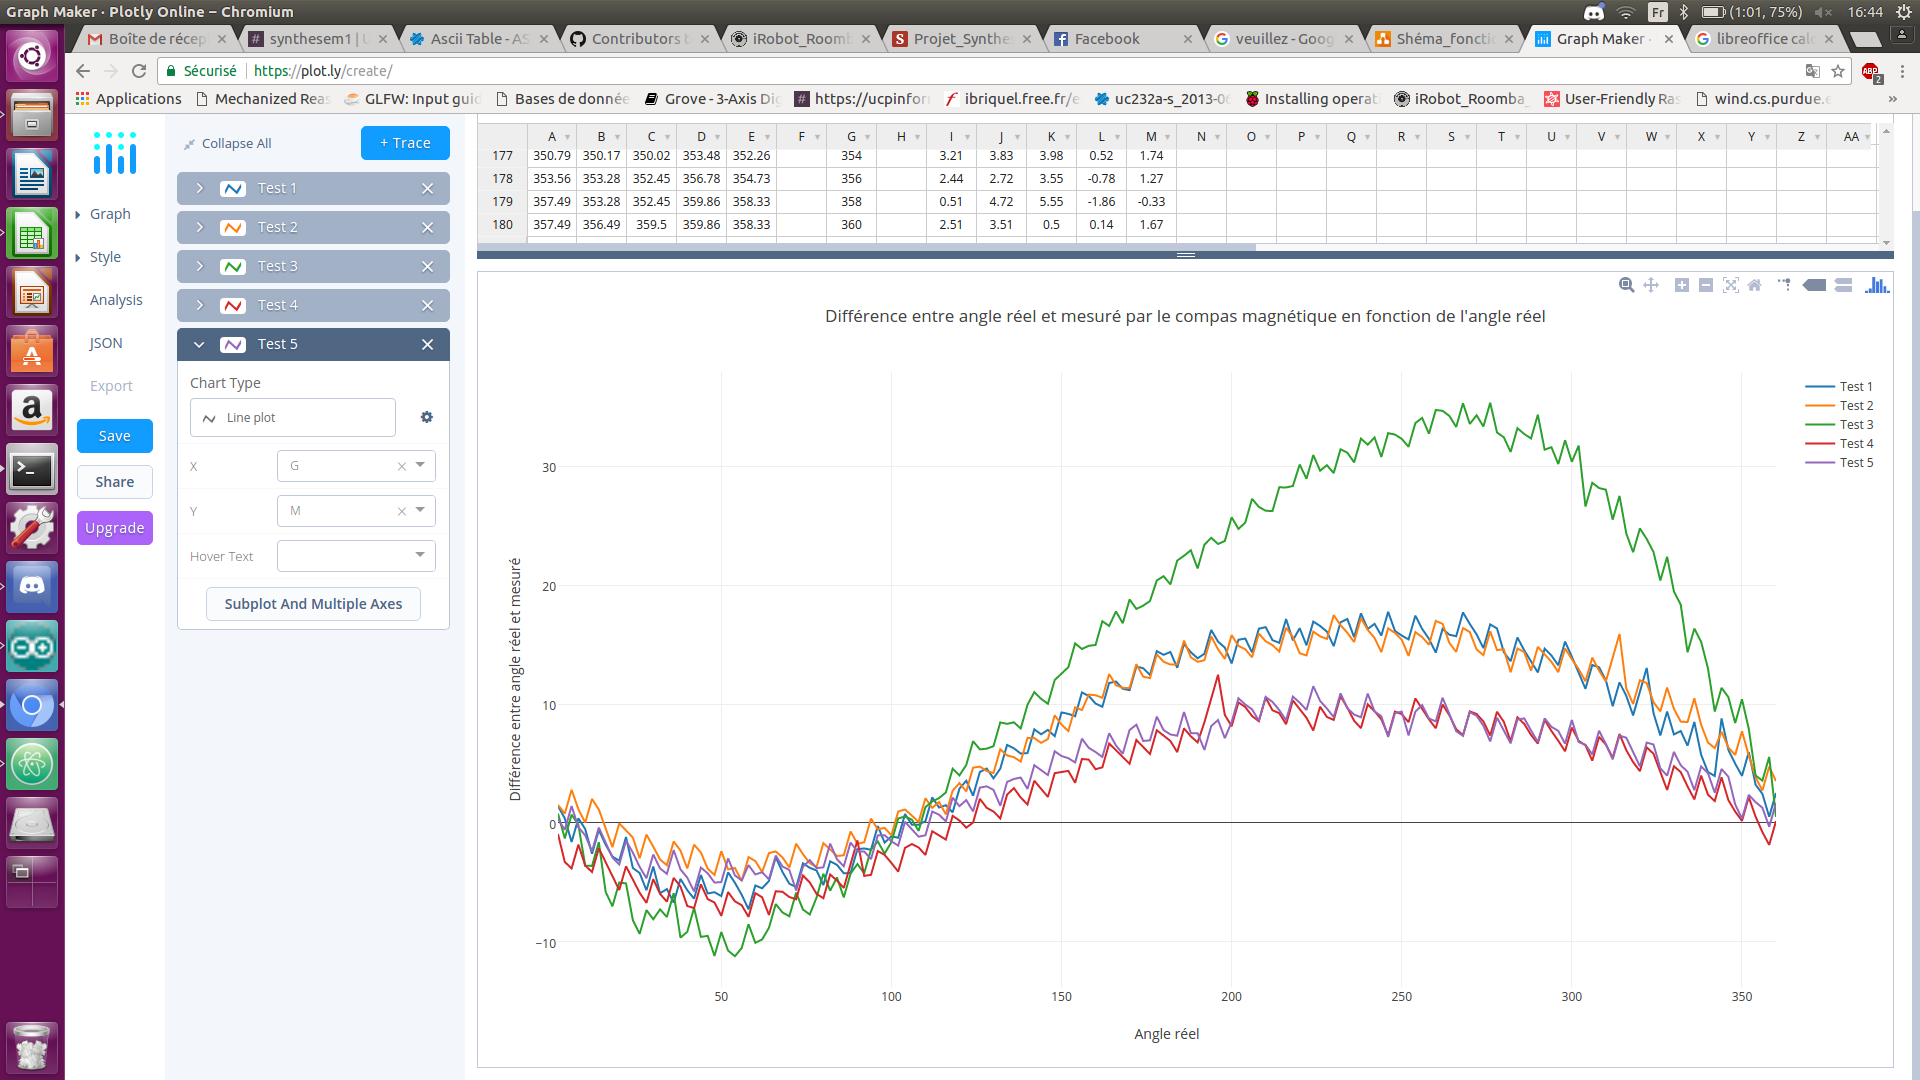 Graph Maker · Plotly Online – Chromium
Fr (1:01, 75%) 16:44
Boîte de récep
synthesem1 | U
Ascii Table - AS
Contributors t
iRobot_Roomb
Projet_Synthe
Facebook
veuillez - Goog
Shéma_foncti
Graph Maker ·
libreoffice calc
Sécurisé https://plot.ly/create/
ABP 2
Applications
Mechanized Reas
GLFW: Input guid
Bases de donnée
Grove - 3-Axis Dig
https://ucpinforr
ibriquel.free.fr/e
uc232a-s_2013-06
Installing operati
iRobot_Roomba_
User-Friendly Ras
wind.cs.purdue.e
»
Collapse All
+ Trace
Graph
Style
Analysis
JSON
Export
Save
Share
Upgrade
Test 1
Test 2
Test 3
Test 4
Test 5
Chart Type
Line plot
X G
Y M
Hover Text
Subplot And Multiple Axes
A B C D E F G H I J K L M N O P Q R S T U V W X Y Z AA
177 350.79 350.17 350.02 353.48 352.26 354 3.21 3.83 3.98 0.52 1.74
178 353.56 353.28 352.45 356.78 354.73 356 2.44 2.72 3.55 -0.78 1.27
179 357.49 353.28 352.45 359.86 358.33 358 0.51 4.72 5.55 -1.86 -0.33
180 357.49 356.49 359.5 359.86 358.33 360 2.51 3.51 0.5 0.14 1.67
Différence entre angle réel et mesuré par le compas magnétique en fonction de l'angle réel
Test 1
Test 2
Test 3
Test 4
Test 5
Différence entre angle réel et mesuré
30
20
10
0
−10
50 100 150 200 250 300 350
Angle réel